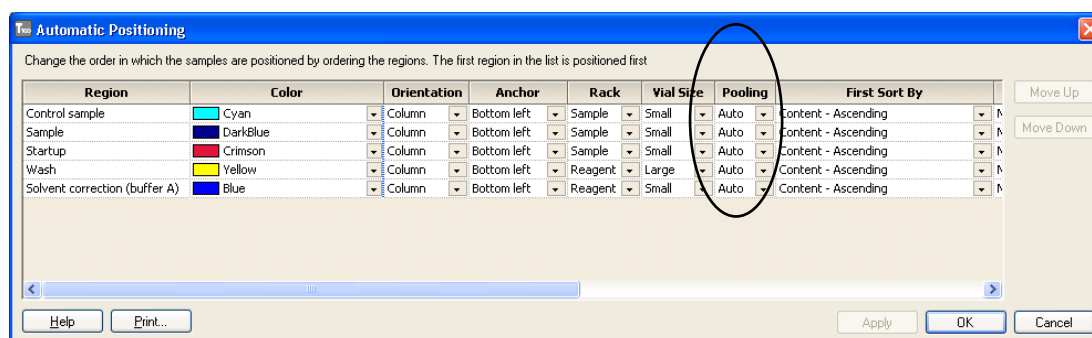 T100 Automatic Positioning
Change the order in which the samples are positioned by ordering the regions. The first region in the list is positioned first
Region Color Orientation Anchor Rack Vial Size Pooling First Sort By
Control sample Cyan Column Bottom left Sample Small Auto Content - Ascending N
Sample DarkBlue Column Bottom left Sample Small Auto Content - Ascending N
Startup Crimson Column Bottom left Sample Small Auto Content - Ascending N
Wash Yellow Column Bottom left Reagent Large Auto Content - Ascending N
Solvent correction (buffer A) Blue Column Bottom left Reagent Small Auto Content - Ascending N
Move Up
Move Down
Help Print... Apply OK Cancel